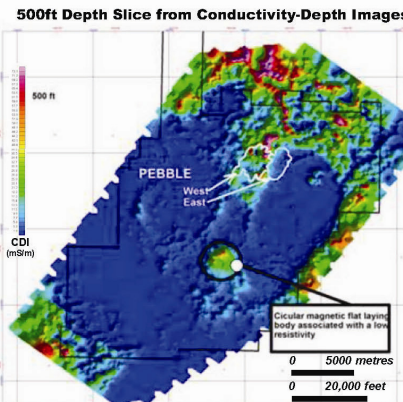 500ft Depth Slice from Conductivity-Depth Images
500 ft
PEBBLE
West
East
CDI
(mS/m)
Cicular magnetic flat laying
body associated with a low
resistivity
0 5000 metres
0 20,000 feet